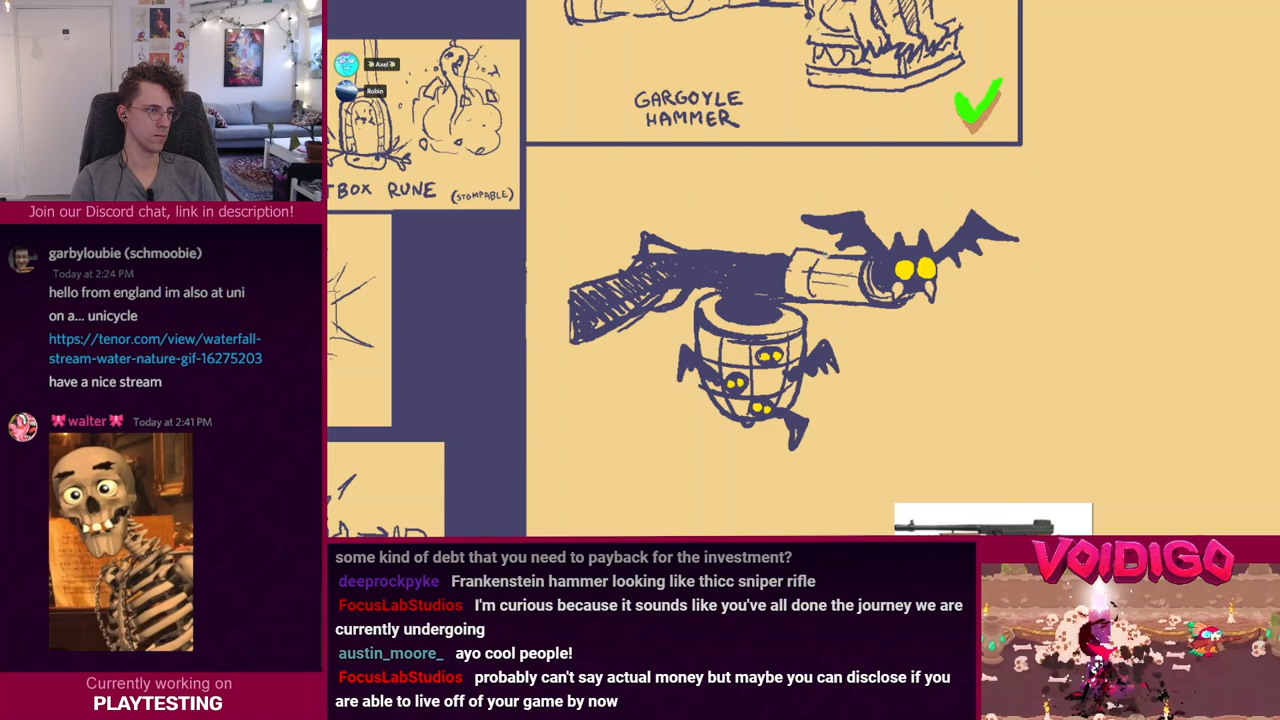 GARGOYLE
HAMMER
Axel
Robin
TBOX RUNE (STOMPABLE)
Join our Discord chat, link in description!
garbyloubie (schmoobie)
Today at 2:24 PM
hello from england im also at uni
on a... unicycle
https://tenor.com/view/waterfall-
stream-water-nature-gif-16275203
have a nice stream
walter Today at 2:41 PM
Currently working on
PLAYTESTING
some kind of debt that you need to payback for the investment?
deeprockpyke Frankenstein hammer looking like thicc sniper rifle
FocusLabStudios I'm curious because it sounds like you've all done the journey we are
currently undergoing
austin_moore_ ayo cool people!
FocusLabStudios probably can't say actual money but maybe you can disclose if you
are able to live off of your game by now
VOIDIGO